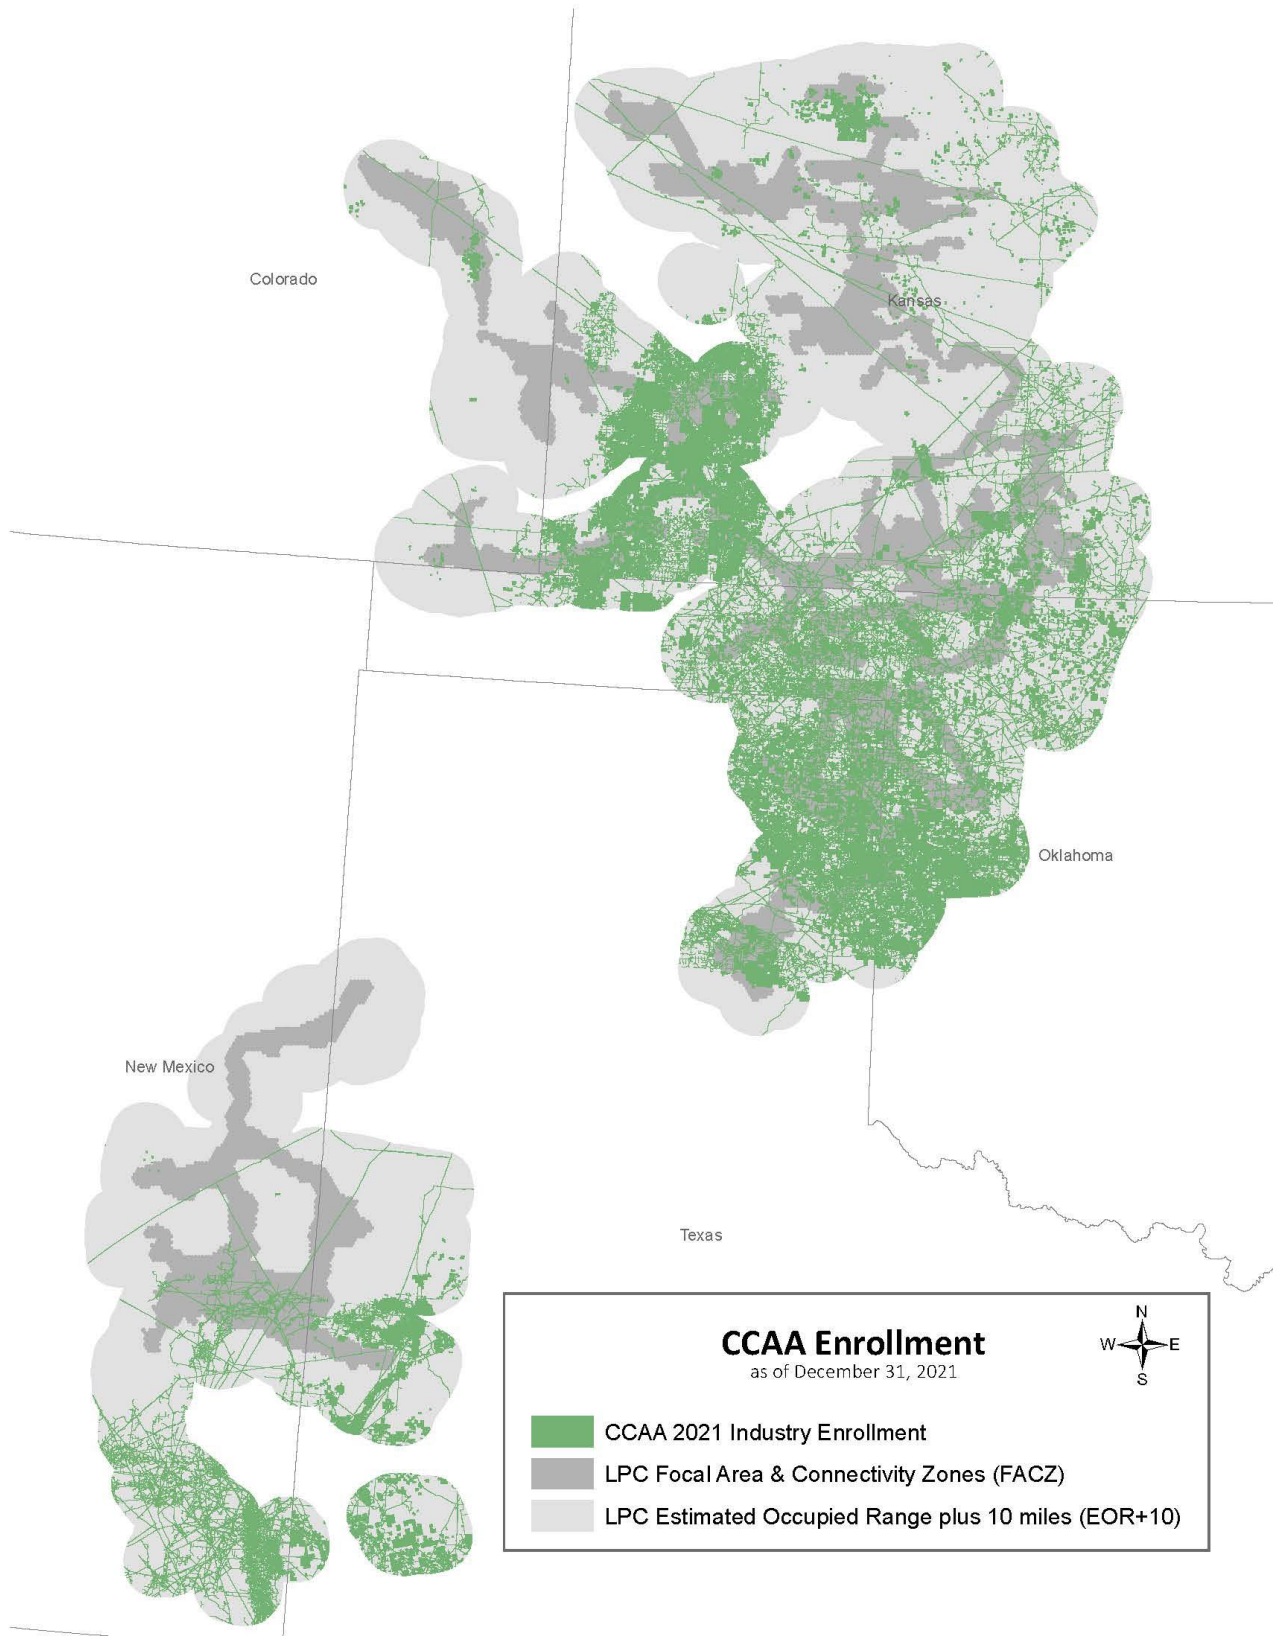 Colorado
Kansas
Oklahoma
New Mexico
Texas
CCAA Enrollment
as of December 31, 2021
N
W E
S
CCAA 2021 Industry Enrollment
LPC Focal Area & Connectivity Zones (FACZ)
LPC Estimated Occupied Range plus 10 miles (EOR+10)